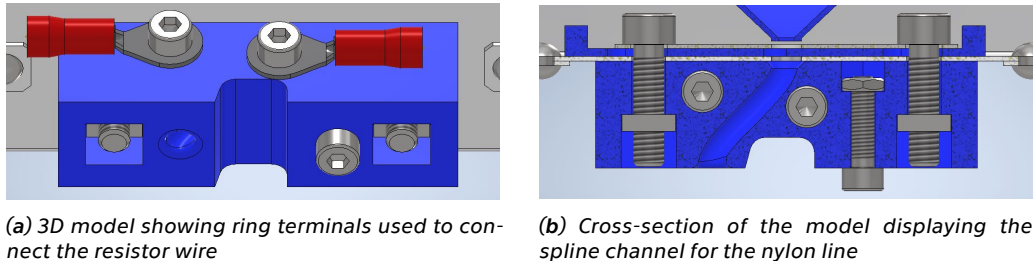 (a) 3D model showing ring terminals used to con-
nect the resistor wire
(b) Cross-section of the model displaying the
spline channel for the nylon line